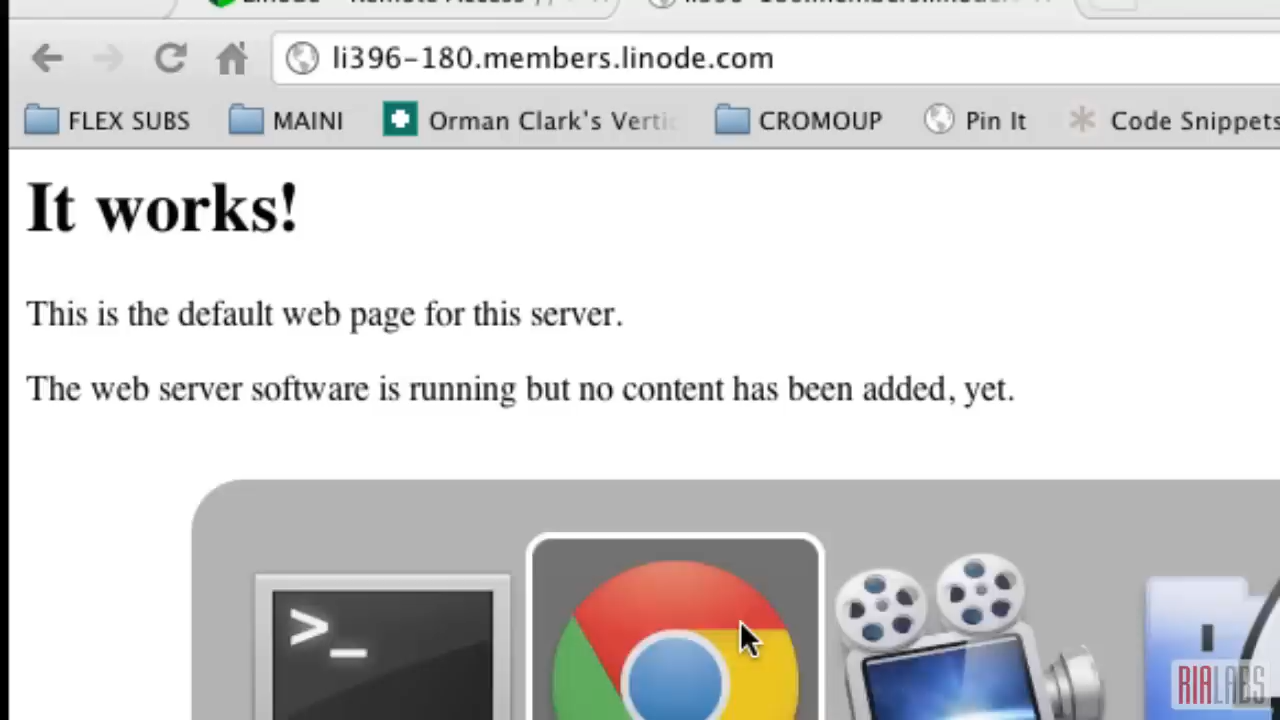 li396-180.members.linode.com
FLEX SUBS MAINI Orman Clark's Vertic CROMOUP Pin It Code Snippets
It works!
This is the default web page for this server.
The web server software is running but no content has been added, yet.
>_
RIALABS